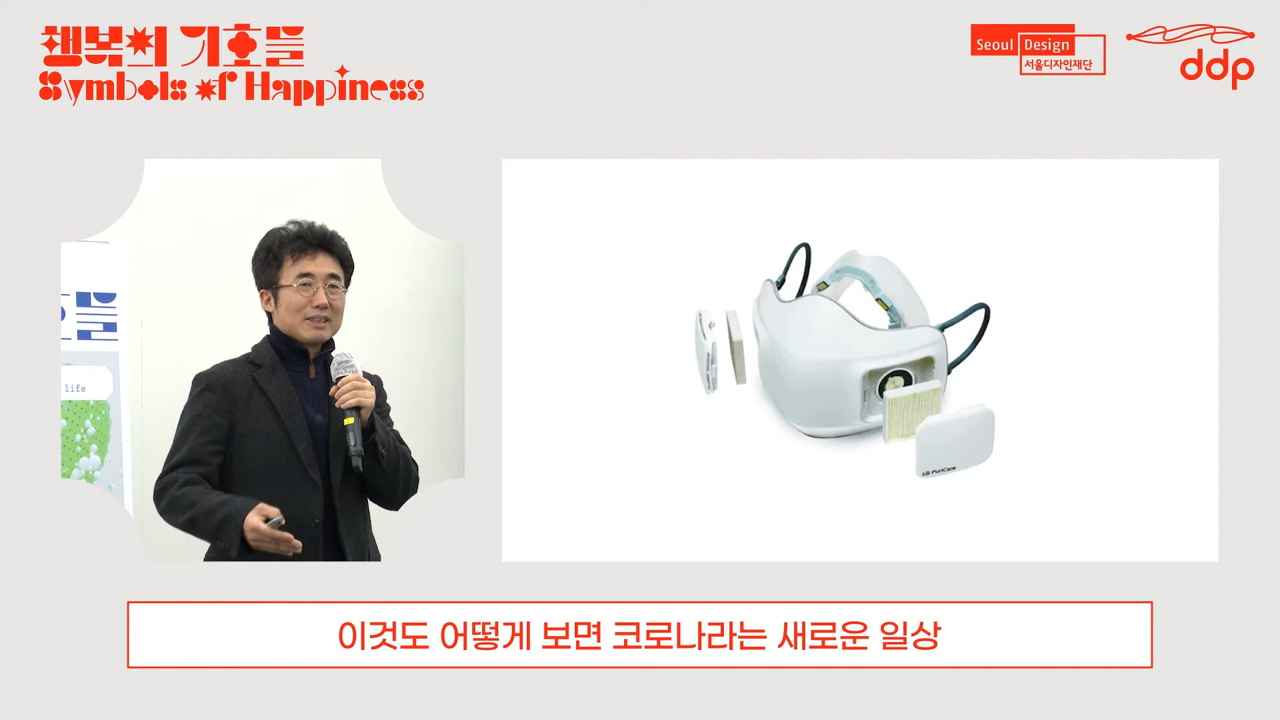 행복의 기호들
Symbols of Happiness
Seoul Design
서울디자인재단
ddp
호들
life
LG PuriCare
이것도 어떻게 보면 코로나라는 새로운 일상